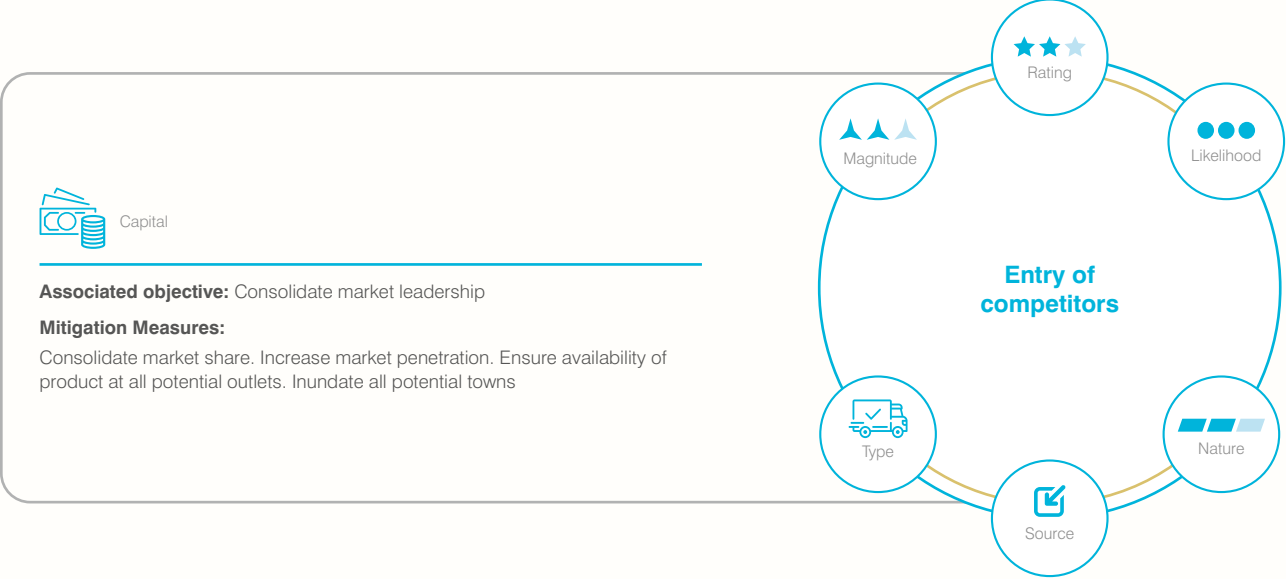 Capital
Associated objective: Consolidate market leadership
Mitigation Measures:
Consolidate market share. Increase market penetration. Ensure availability of
product at all potential outlets. Inundate all potential towns
Rating
Magnitude
Likelihood
Entry of
competitors
Type
Nature
Source